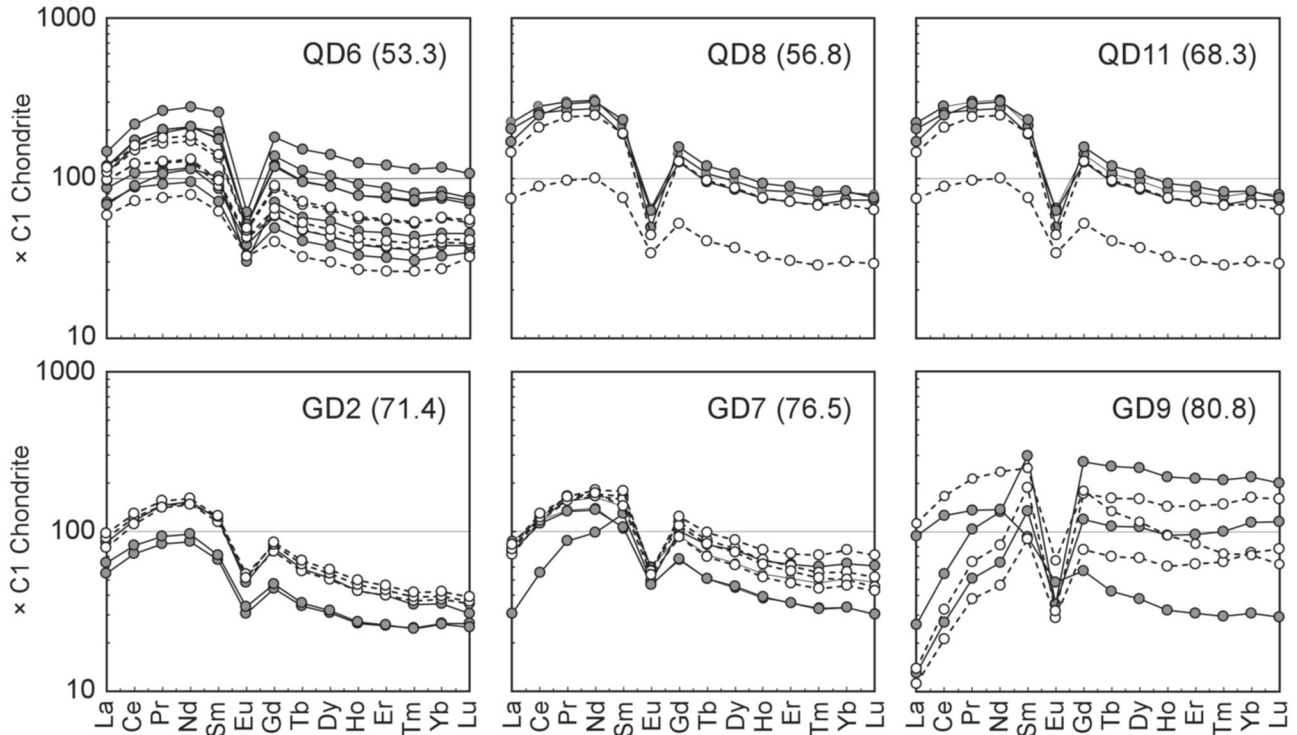 1000
100
10
× C1 Chondrite
QD6 (53.3)
QD8 (56.8)
QD11 (68.3)
1000
100
10
× C1 Chondrite
GD2 (71.4)
GD7 (76.5)
GD9 (80.8)
La Ce Pr Nd Sm Eu Gd Tb Dy Ho Er Tm Yb Lu
La Ce Pr Nd Sm Eu Gd Tb Dy Ho Er Tm Yb Lu
La Ce Pr Nd Sm Eu Gd Tb Dy Ho Er Tm Yb Lu